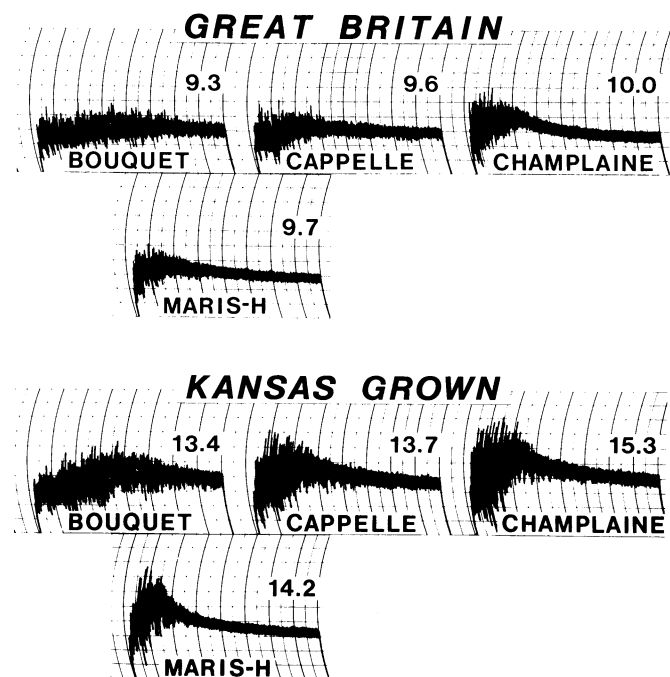 GREAT BRITAIN
9.3 9.6 10.0
BOUQUET CAPPELLE CHAMPLAINE
9.7
MARIS-H
KANSAS GROWN
13.4 13.7 15.3
BOUQUET CAPPELLE CHAMPLAINE
14.2
MARIS-H